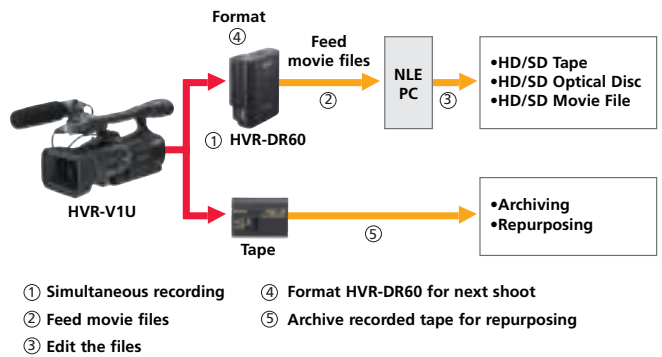 Format
④
Feed
movie files
②
NLE
PC
③
•HD/SD Tape
•HD/SD Optical Disc
•HD/SD Movie File
① HVR-DR60
HVR-V1U
Tape
⑤
•Archiving
•Repurposing
① Simultaneous recording
② Feed movie files
③ Edit the files
④ Format HVR-DR60 for next shoot
⑤ Archive recorded tape for repurposing